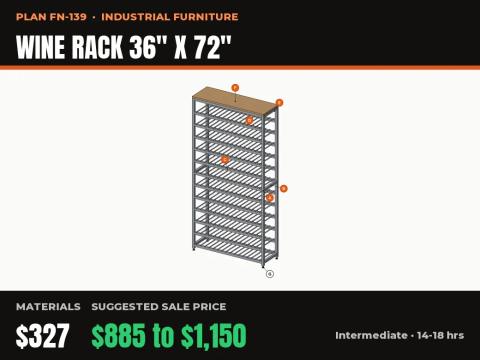 PLAN FN-139 · INDUSTRIAL FURNITURE
WINE RACK 36" X 72"
MATERIALS
SUGGESTED SALE PRICE
$327
$885 to $1,150
Intermediate · 14-18 hrs